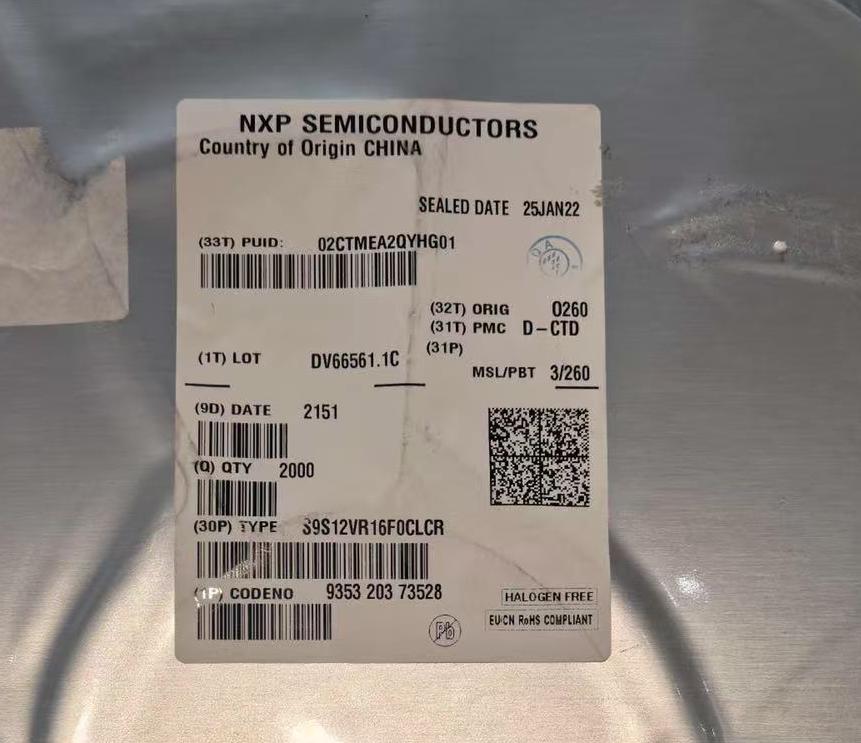 NXP SEMICONDUCTORS
Country of Origin CHINA
SEALED DATE 25JAN22
(33T) PUID: 02CTMEA2QYHG01
(32T) ORIG 0260
(31T) PMC D-CTD
(31P)
(1T) LOT DV66561.1C
MSL/PBT 3/260
(9D) DATE 2151
(Q) QTY 2000
(30P) TYPE S9S12VR16F0CLCR
(1P) CODENO 9353 203 73528
HALOGEN FREE
EU/CN RoHS COMPLIANT
Pb